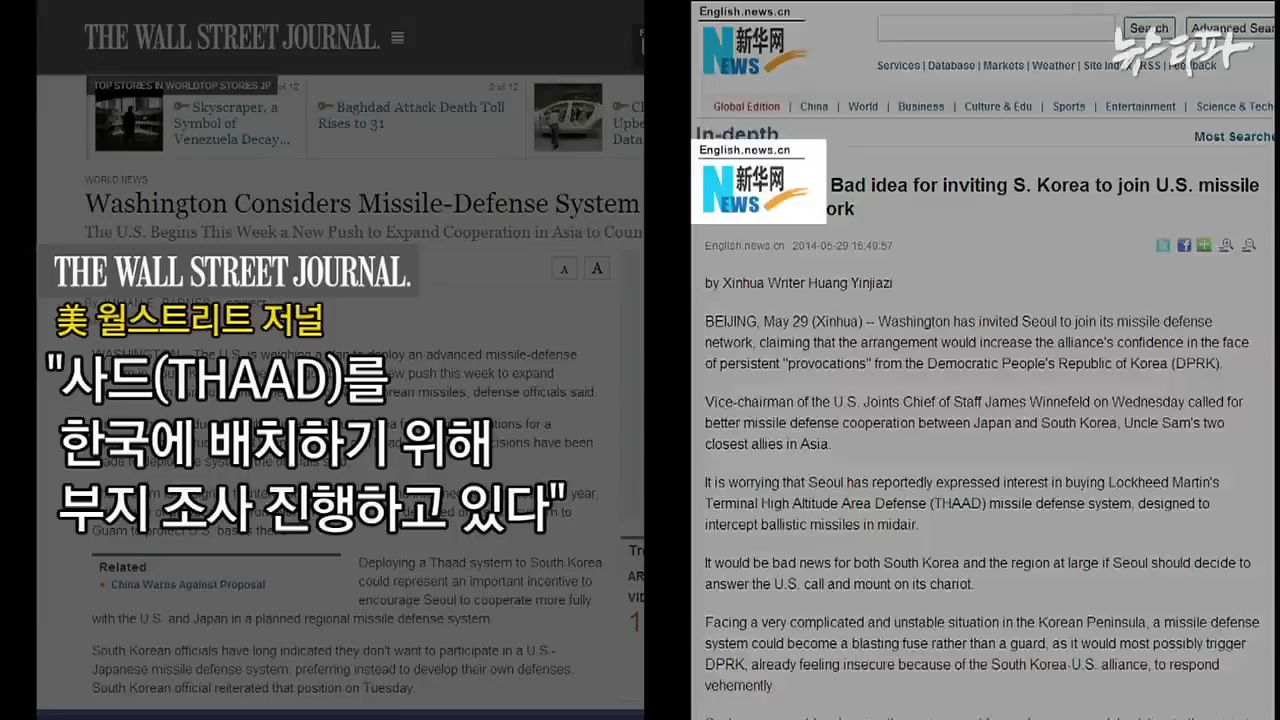 THE WALL STREET JOURNAL.
TOP STORIES IN WORLD
TOP STORIES JP
of 12
2 of 12
Skyscraper, a
Symbol of
Venezuela Decay...
Baghdad Attack Death Toll
Rises to 31
WORLD NEWS
Washington Considers Missile-Defense System
The U.S. Begins This Week a New Push to Expand Cooperation in Asia to Coun
A A
THE WALL STREET JOURNAL.
美 월스트리트 저널
"사드(THAAD)를
한국에 배치하기 위해
부지 조사 진행하고 있다"
Guam to protect U.S. bases there
Related
China Warns Against Proposal
Deploying a Thaad system to South Korea
could represent an important incentive to
encourage Seoul to cooperate more fully
with the U.S. and Japan in a planned regional missile defense system
South Korean officials have long indicated they don't want to participate in a U.S.-
Japanese missile defense system, preferring instead to develop their own defenses.
South Korean official reiterated that position on Tuesday.
English.news.cn
NEWS 新华网
Search
Advanced Sear
뉴스타파
Services | Database | Markets | Weather | Site Index | RSS | Feedback
Global Edition | China | World | Business | Culture & Edu | Sports | Entertainment | Science & Tech
In-depth
Most Searche
English.news.cn
NEWS 新华网
Bad idea for inviting S. Korea to join U.S. missile
ork
English.news.cn 2014-05-29 16:49:57
by Xinhua Writer Huang Yinjiazi
BEIJING, May 29 (Xinhua) -- Washington has invited Seoul to join its missile defense
network, claiming that the arrangement would increase the alliance's confidence in the face
of persistent "provocations" from the Democratic People's Republic of Korea (DPRK).
Vice-chairman of the U.S. Joints Chief of Staff James Winnefeld on Wednesday called for
better missile defense cooperation between Japan and South Korea, Uncle Sam's two
closest allies in Asia.
It is worrying that Seoul has reportedly expressed interest in buying Lockheed Martin's
Terminal High Altitude Area Defense (THAAD) missile defense system, designed to
intercept ballistic missiles in midair.
It would be bad news for both South Korea and the region at large if Seoul should decide to
answer the U.S. call and mount on its chariot.
Facing a very complicated and unstable situation in the Korean Peninsula, a missile defense
system could become a blasting fuse rather than a guard, as it would most possibly trigger
DPRK, already feeling insecure because of the South Korea-U.S. alliance, to respond
vehemently